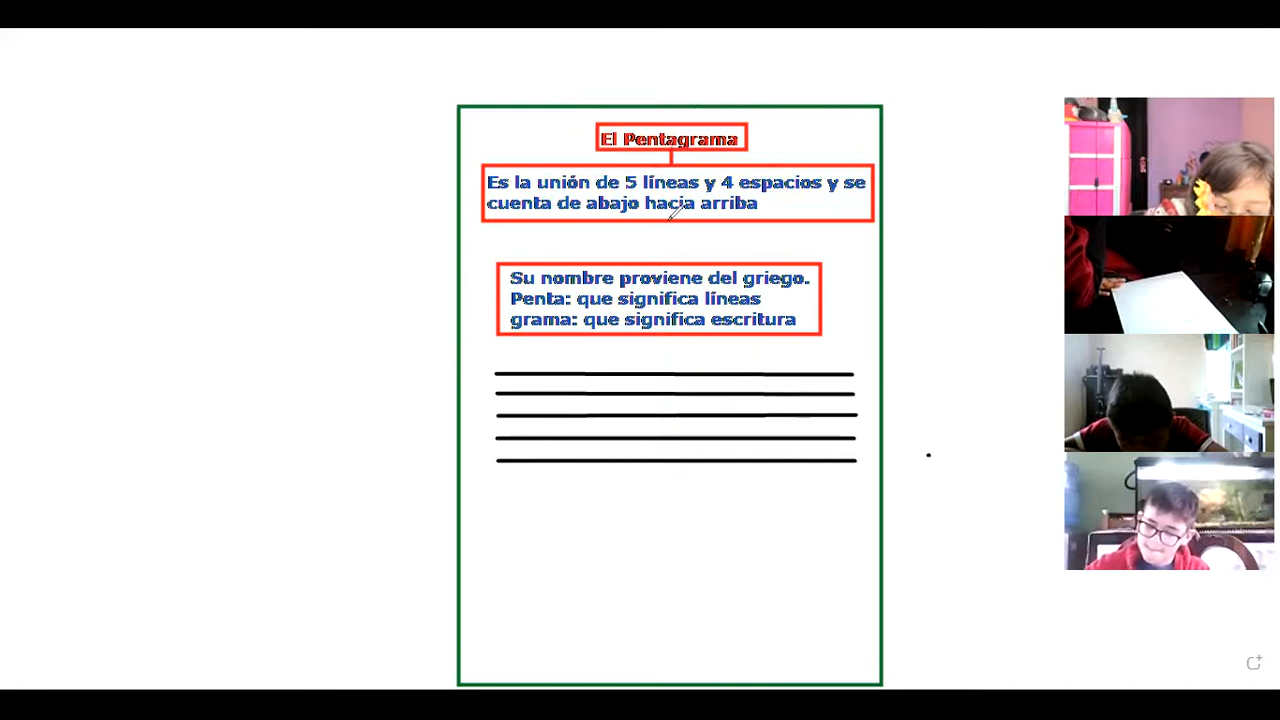 El Pentagrama
Es la unión de 5 líneas y 4 espacios y se
cuenta de abajo hacia arriba
Su nombre proviene del griego.
Penta: que significa líneas
grama: que significa escritura